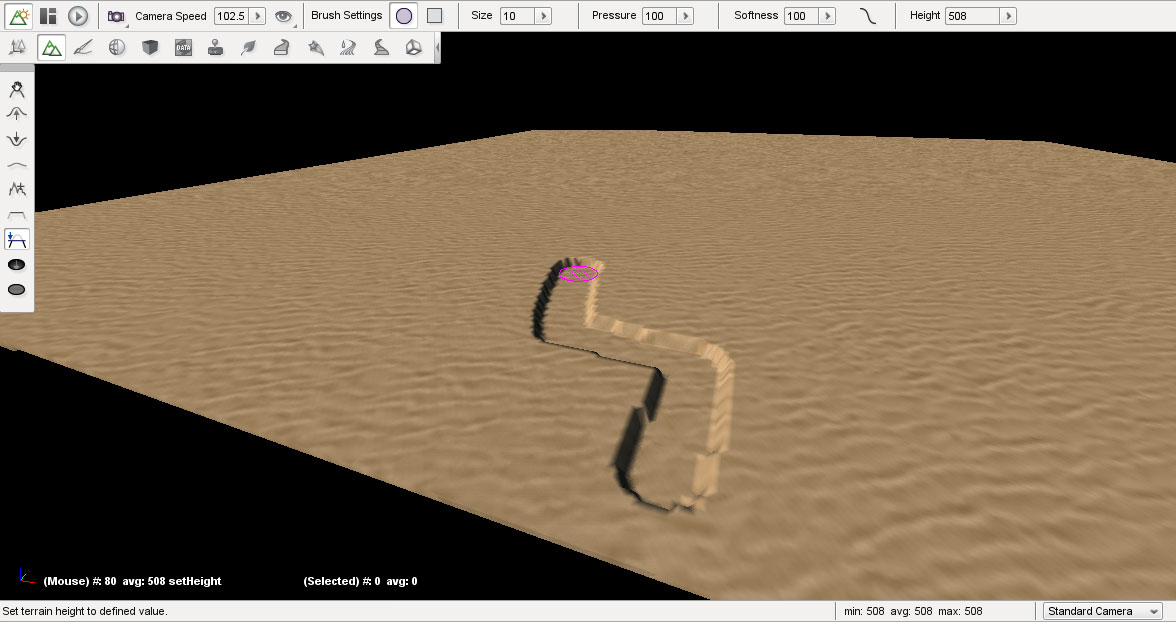 Camera Speed 102.5 Brush Settings Size 10 Pressure 100 Softness 100 Height 508
DATA
(Mouse) #: 80 avg: 508 setHeight (Selected) #: 0 avg: 0
Set terrain height to defined value. min: 508 avg: 508 max: 508 Standard Camera